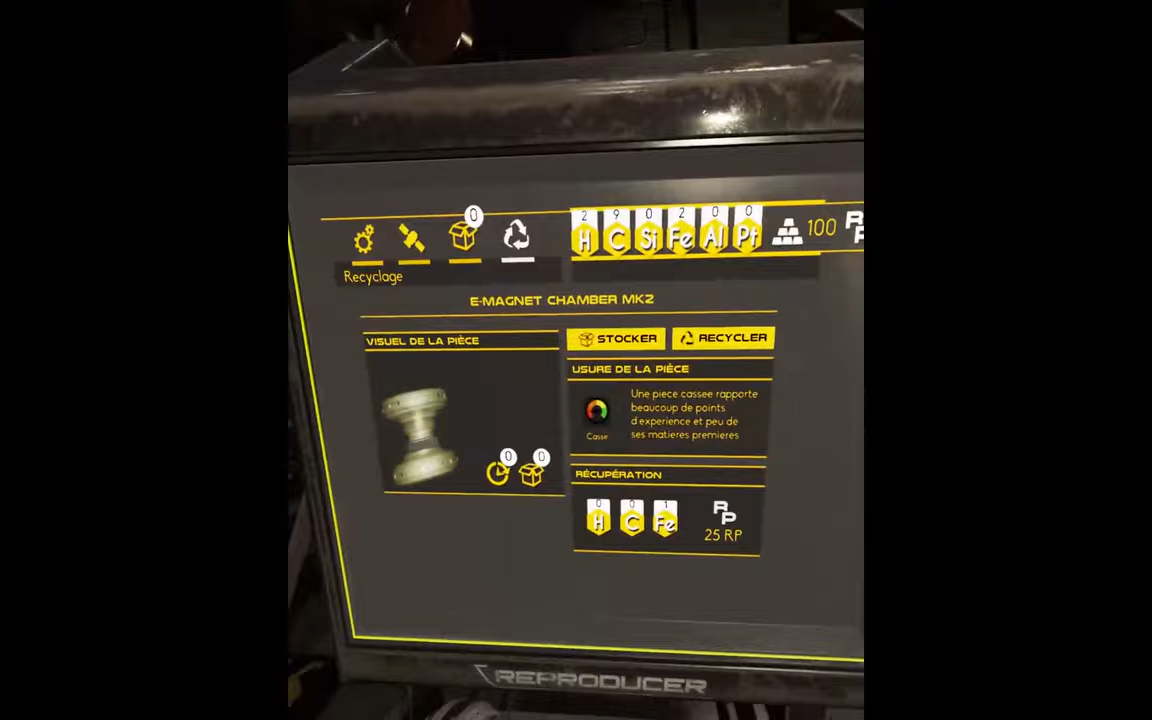 0
2 9 0 2 0 0
H C Si Fe Al Pt 100 RP
Recyclage
E-MAGNET CHAMBER MK2
VISUEL DE LA PIÈCE
STOCKER RECYCLER
USURE DE LA PIÈCE
Une piece cassee rapporte
beaucoup de points
d'experience et peu de
ses matieres premieres
Casse
0 0
RÉCUPÉRATION
0 0 1
H C Fe RP
25 RP
REPRODUCER